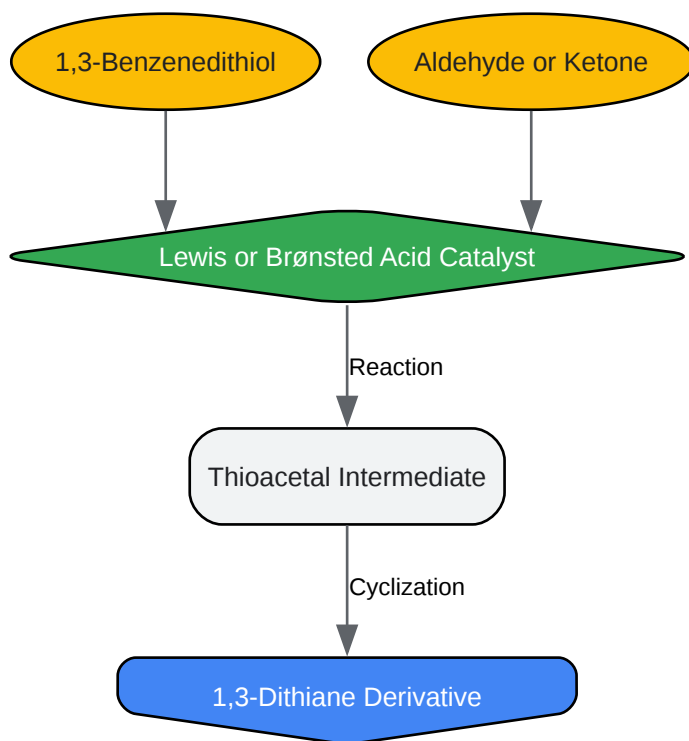 1,3-Benzenedithiol
Aldehyde or Ketone
Lewis or Brønsted Acid Catalyst
Reaction
Thioacetal Intermediate
Cyclization
1,3-Dithiane Derivative